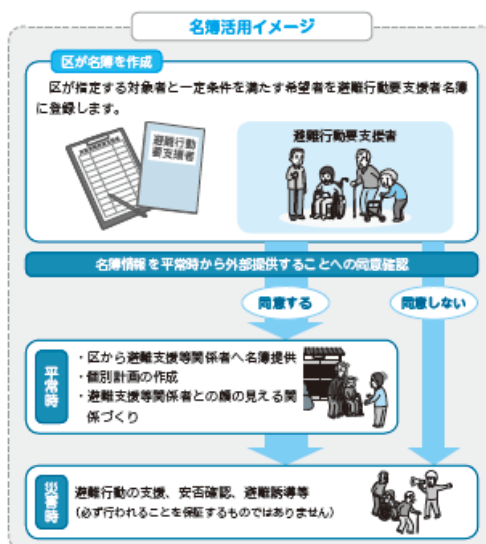 名簿活用イメージ
区が名簿を作成
区が指定する対象者と一定条件を満たす希望者を避難行動要支援者名簿
に登録します。
避難行動
要支援者
避難行動要支援者
名簿情報を平常時から外部提供することへの同意確認
同意する
同意しない
平常時
・区から避難支援等関係者へ名簿提供
・個別計画の作成
・避難支援等関係者との顔の見える関
係づくり
災害時
避難行動の支援、安否確認、避難誘導等
(必ず行われることを保証するものではありません)